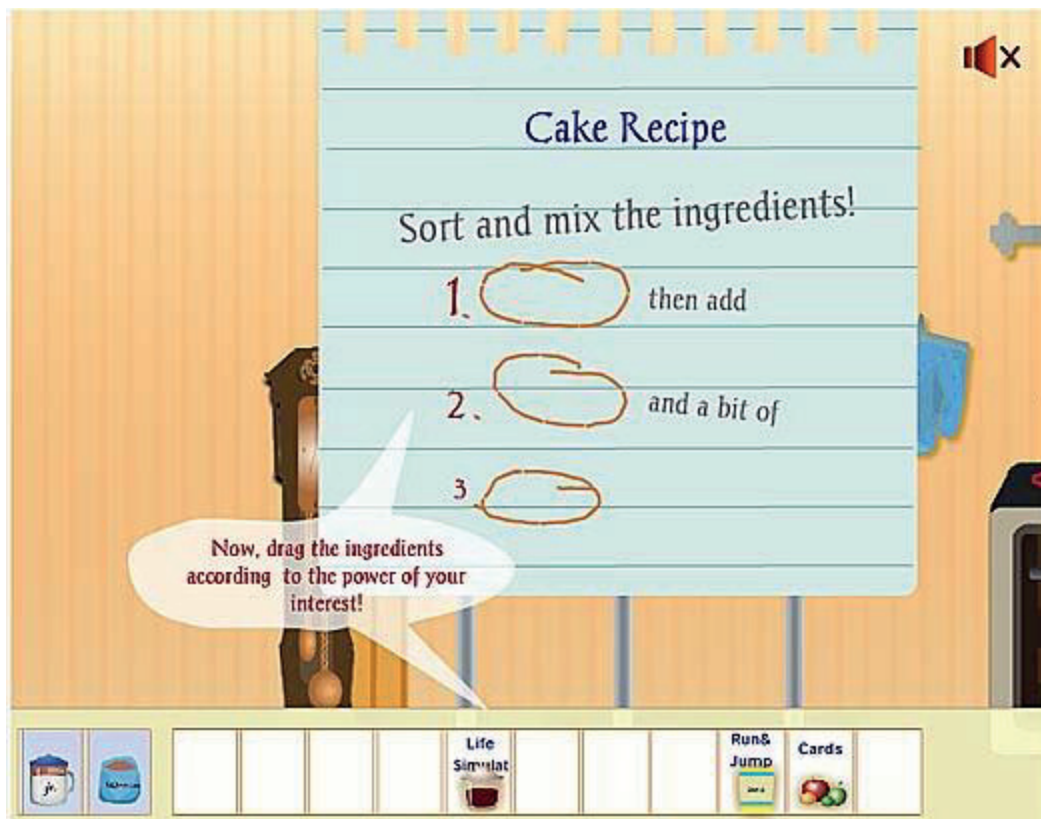 Cake Recipe
Sort and mix the ingredients!
1. then add
2. and a bit of
3
Now, drag the ingredients
according to the power of your
interest!
Life
Simulat
Run&
Jump
Cards
jr.